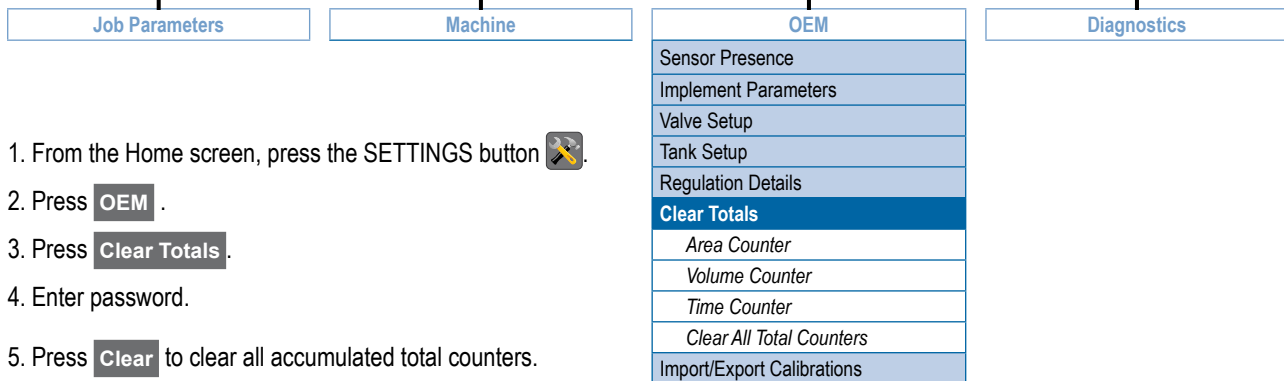 Job Parameters
Machine
OEM
Diagnostics
1. From the Home screen, press the SETTINGS button .
2. Press OEM .
3. Press Clear Totals .
4. Enter password.
5. Press Clear to clear all accumulated total counters.
Sensor Presence
Implement Parameters
Valve Setup
Tank Setup
Regulation Details
Clear Totals
Area Counter
Volume Counter
Time Counter
Clear All Total Counters
Import/Export Calibrations